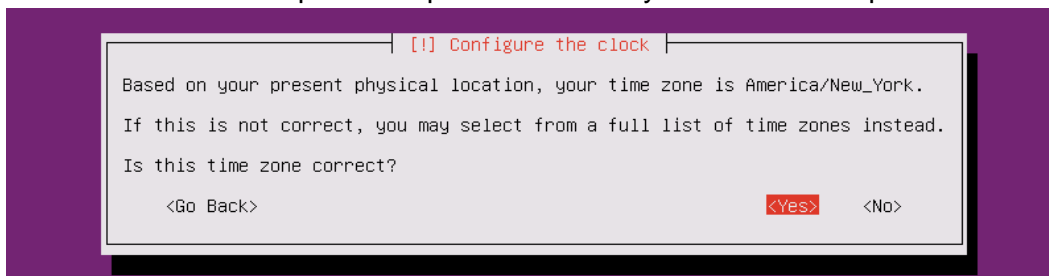 [!] Configure the clock
Based on your present physical location, your time zone is America/New_York.
If this is not correct, you may select from a full list of time zones instead.
Is this time zone correct?
<Go Back> <Yes> <No>